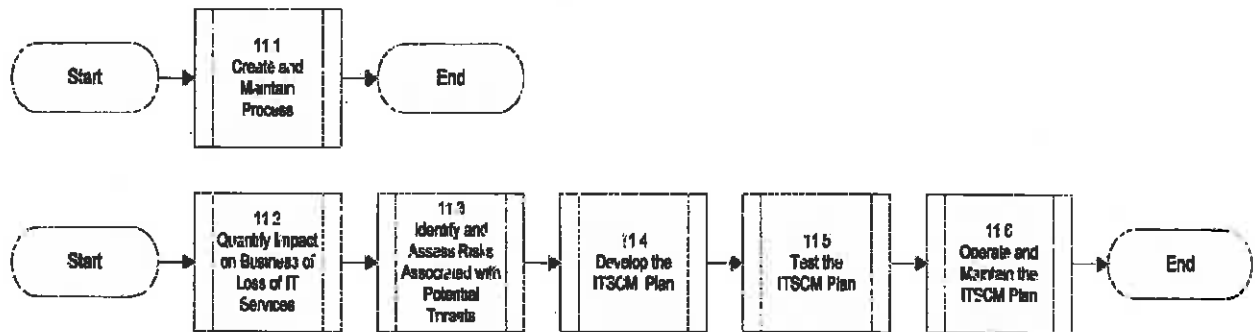 Start
11.1
Create and
Maintain
Process
End
Start
11.2
Quantify Impact
on Business of
Loss of IT
Services
11.3
Identify and
Assess Risks
Associated with
Potential
Threats
11.4
Develop the
ITSCM Plan
11.5
Test the
ITSCM Plan
11.6
Operate and
Maintain the
ITSCM Plan
End